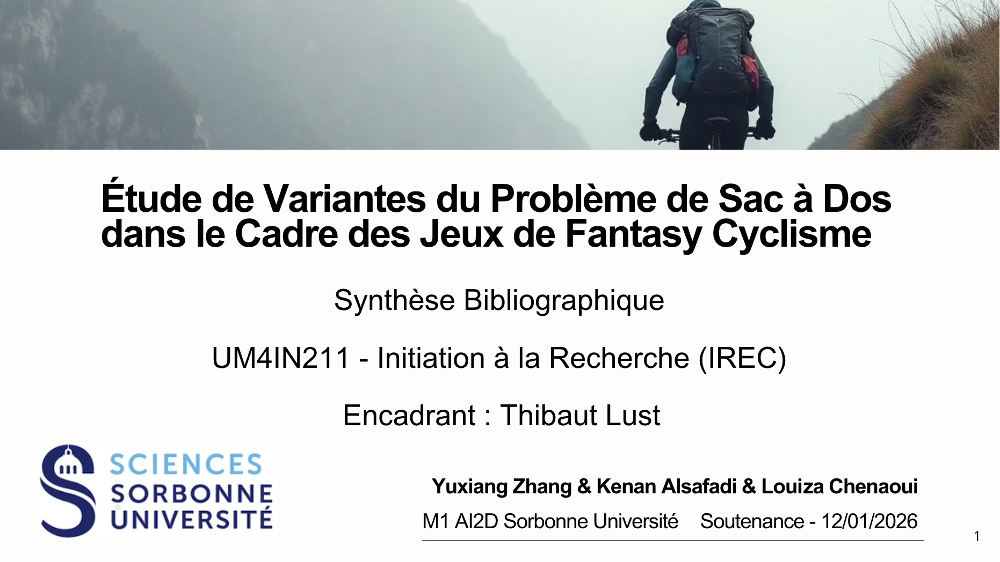 Étude de Variantes du Problème de Sac à Dos
dans le Cadre des Jeux de Fantasy Cyclisme
Synthèse Bibliographique
UM4IN211 - Initiation à la Recherche (IREC)
Encadrant : Thibaut Lust
SCIENCES
SORBONNE
UNIVERSITÉ
Yuxiang Zhang & Kenan Alsafadi & Louiza Chenaoui
M1 AI2D Sorbonne Université Soutenance - 12/01/2026
1